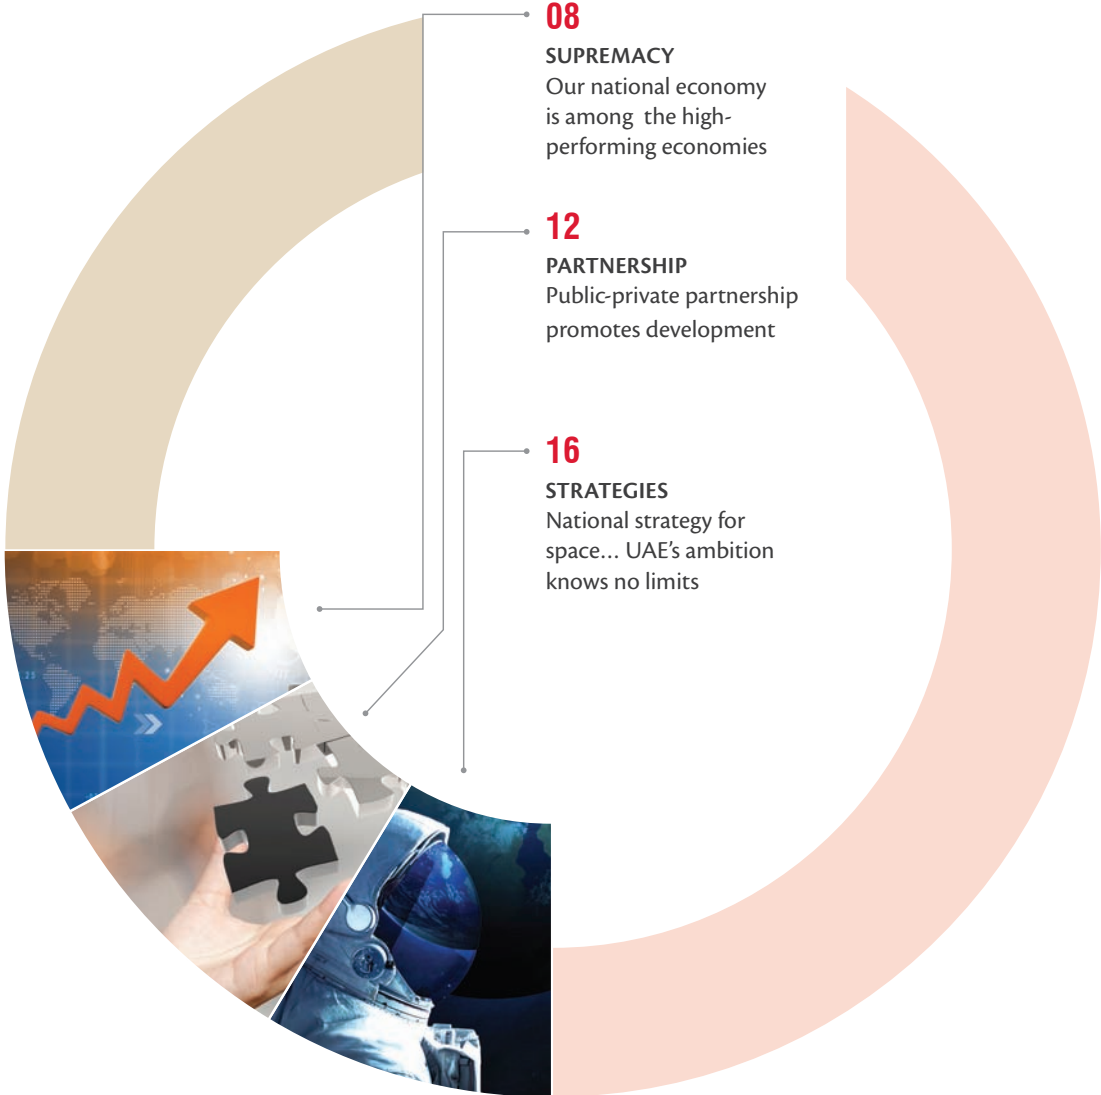 08
SUPREMACY
Our national economy
is among the high-
performing economies
12
PARTNERSHIP
Public-private partnership
promotes development
16
STRATEGIES
National strategy for
space... UAE's ambition
knows no limits